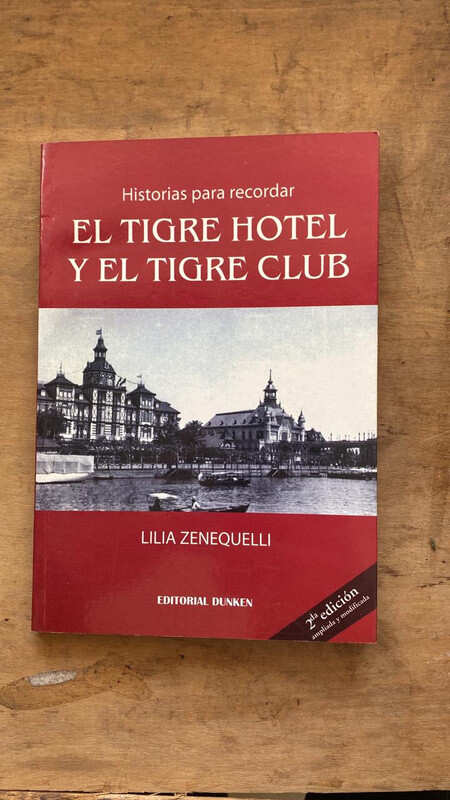 Historias para recordar
EL TIGRE HOTEL
Y EL TIGRE CLUB
LILIA ZENEQUELLI
EDITORIAL DUNKEN
2da edición
ampliada y modificada